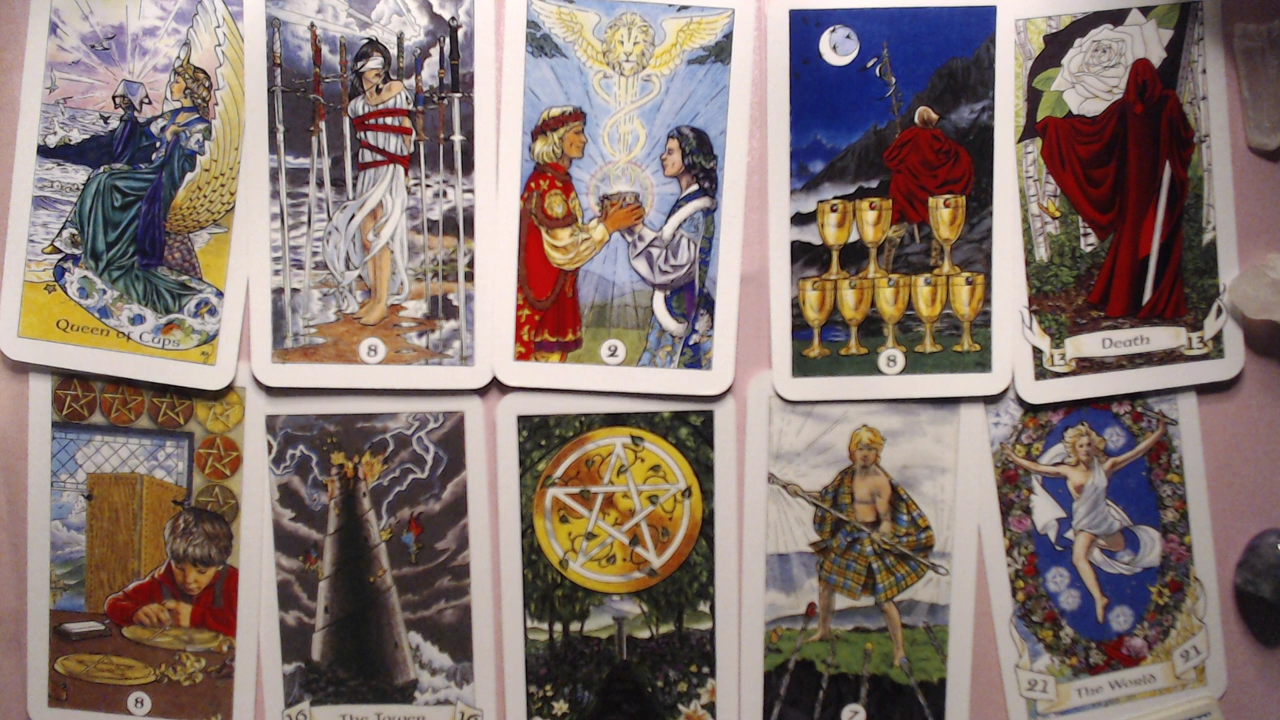 Queen of Cups
8
2
8
13 Death 13
8
16 The Tower 16
7
21 The World 21